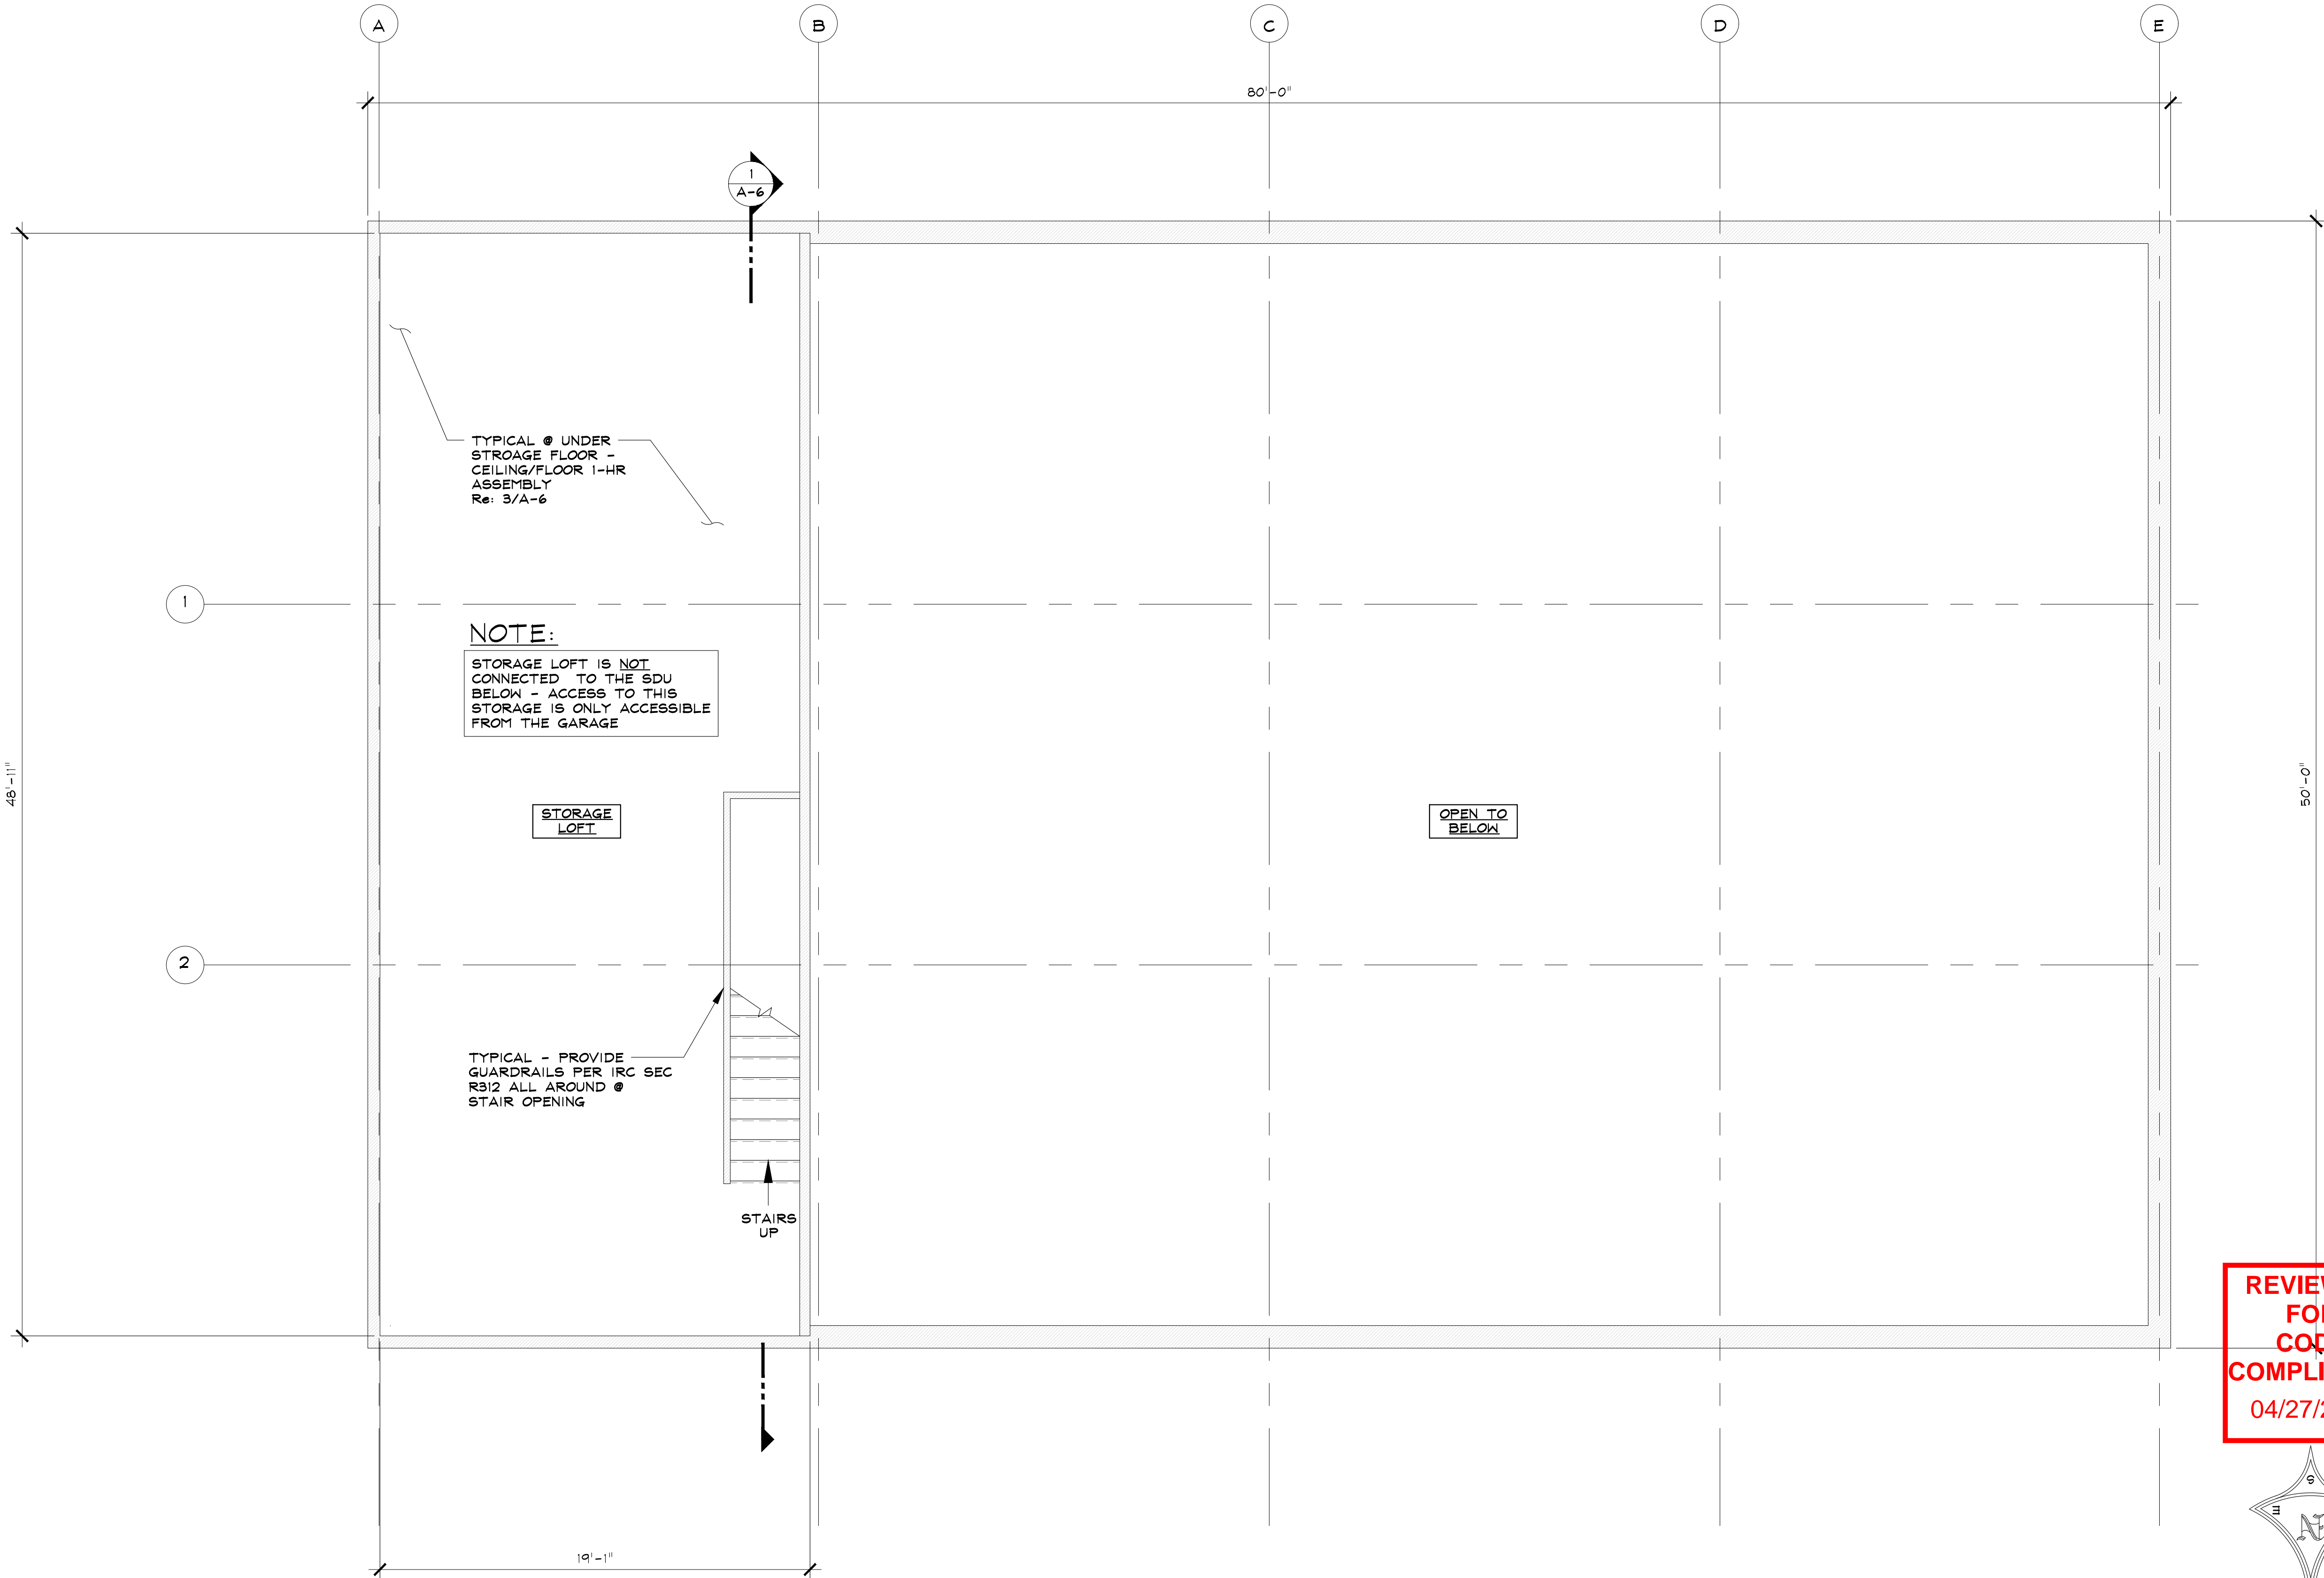 A
B
C
D
E
80'-0"
1
A-6
TYPICAL @ UNDER
STROAGE FLOOR -
CEILING/FLOOR 1-HR
ASSEMBLY
Re: 3/A-6
1
NOTE:
STORAGE LOFT IS NOT
CONNECTED TO THE SDU
BELOW - ACCESS TO THIS
STORAGE IS ONLY ACCESSIBLE
FROM THE GARAGE
48'-11"
50'-0"
STORAGE
LOFT
OPEN TO
BELOW
2
TYPICAL - PROVIDE
GUARDRAILS PER IRC SEC
R312 ALL AROUND @
STAIR OPENING
STAIRS
UP
04/27/
S
E
N
19'-1"